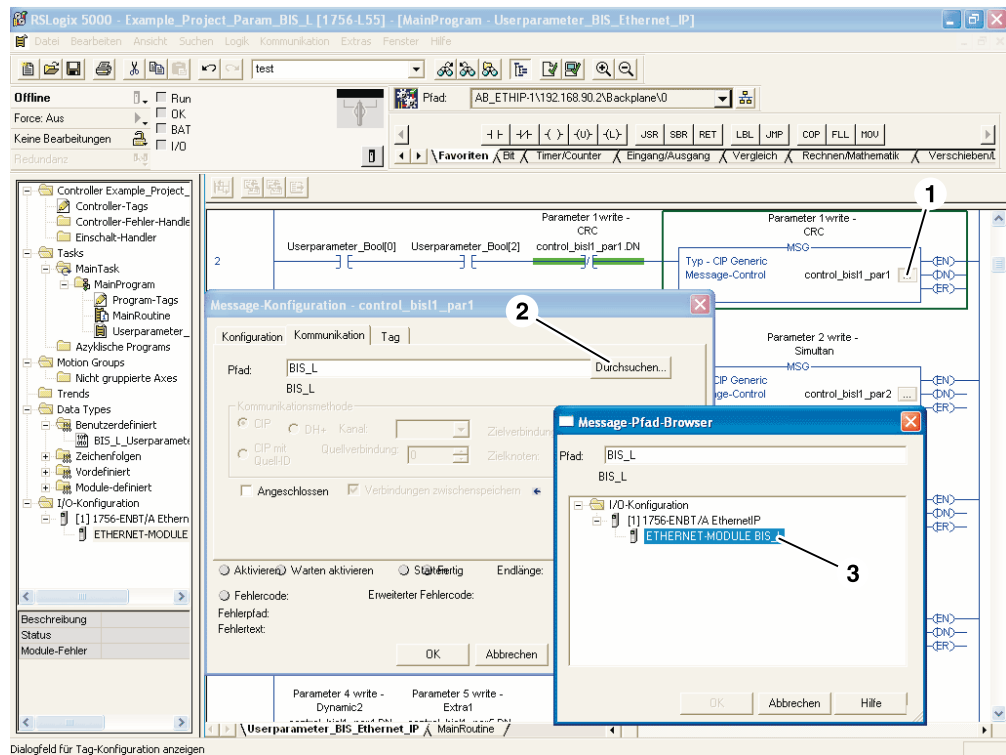 RSLogix 5000 - Example_Project_Param_BIS_L [1756-L55] - [MainProgram - Userparameter_BIS_Ethernet_IP]
Datei Bearbeiten Ansicht Suchen Logik Kommunikation Extras Fenster Hilfe
test
Offline
Run
Force: Aus
OK
Keine Bearbeitungen
BAT
I/O
Redundanz
Pfad: AB_ETHIP-1\192.168.90.2\Backplane\0
(U) (L) JSR SBR RET LBL JMP COP FLL MOV
Favoriten Bit Timer/Counter Eingang/Ausgang Vergleich Rechnen/Mathematik Verschieben/L
Controller Example_Project_
Controller-Tags
Controller-Fehler-Handle
Einschalt-Handler
Tasks
MainTask
MainProgram
Program-Tags
MainRoutine
Userparameter_
Azyklische Programs
Motion Groups
Nicht gruppierte Axes
Trends
Data Types
Benutzerdefiniert
BIS_L_Userparamete
Zeichenfolgen
Vordefiniert
Module-definiert
I/O-Konfiguration
[1] 1756-ENBT/A Ethern
ETHERNET-MODULE
Beschreibung
Status
Module-Fehler
1
Parameter 1write -
CRC
Userparameter_Bool[0] Userparameter_Bool[2] control_bisl1_par1.DN
2
Parameter 1write -
CRC
MSG
Typ - CIP Generic
Message-Control control_bisl1_par1 ...
(EN)
(DN)
(ER)
Parameter 2 write -
Simultan
MSG
CIP Generic
ge-Control control_bisl1_par2 ...
(EN)
(DN)
(ER)
(EN)
(DN)
(ER)
(EN)
(DN)
(ER)
Message-Konfiguration - control_bisl1_par1
2
Konfiguration Kommunikation Tag
Pfad: BIS_L Durchsuchen...
BIS_L
Kommunikationsmethode
CIP DH+ Kanal: Zielverbindun
CIP mit Quell-ID Quellverbindung: 0 Zielknoten:
Angeschlossen Verbindungen zwischenspeichern
Aktivieren Warten aktivieren Fertig Endlänge:
Fehlercode: Erweiterter Fehlercode:
Fehlerpfad:
Fehlertext:
OK Abbrechen
Message-Pfad-Browser
Pfad: BIS_L
BIS_L
I/O-Konfiguration
[1] 1756-ENBT/A EthernetIP
ETHERNET-MODULE BIS_
3
OK Abbrechen Hilfe
Parameter 4 write - Parameter 5 write -
Dynamic2 Extra1
Userparameter_BIS_Ethernet_IP MainRoutine
Dialogfeld für Tag-Konfiguration anzeigen